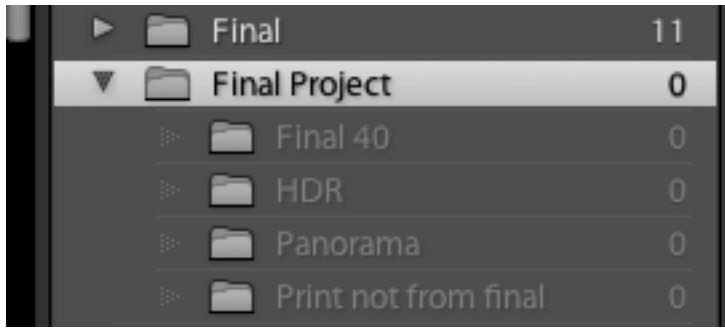 Final 11
Final Project 0
Final 40 0
HDR 0
Panorama 0
Print not from final 0